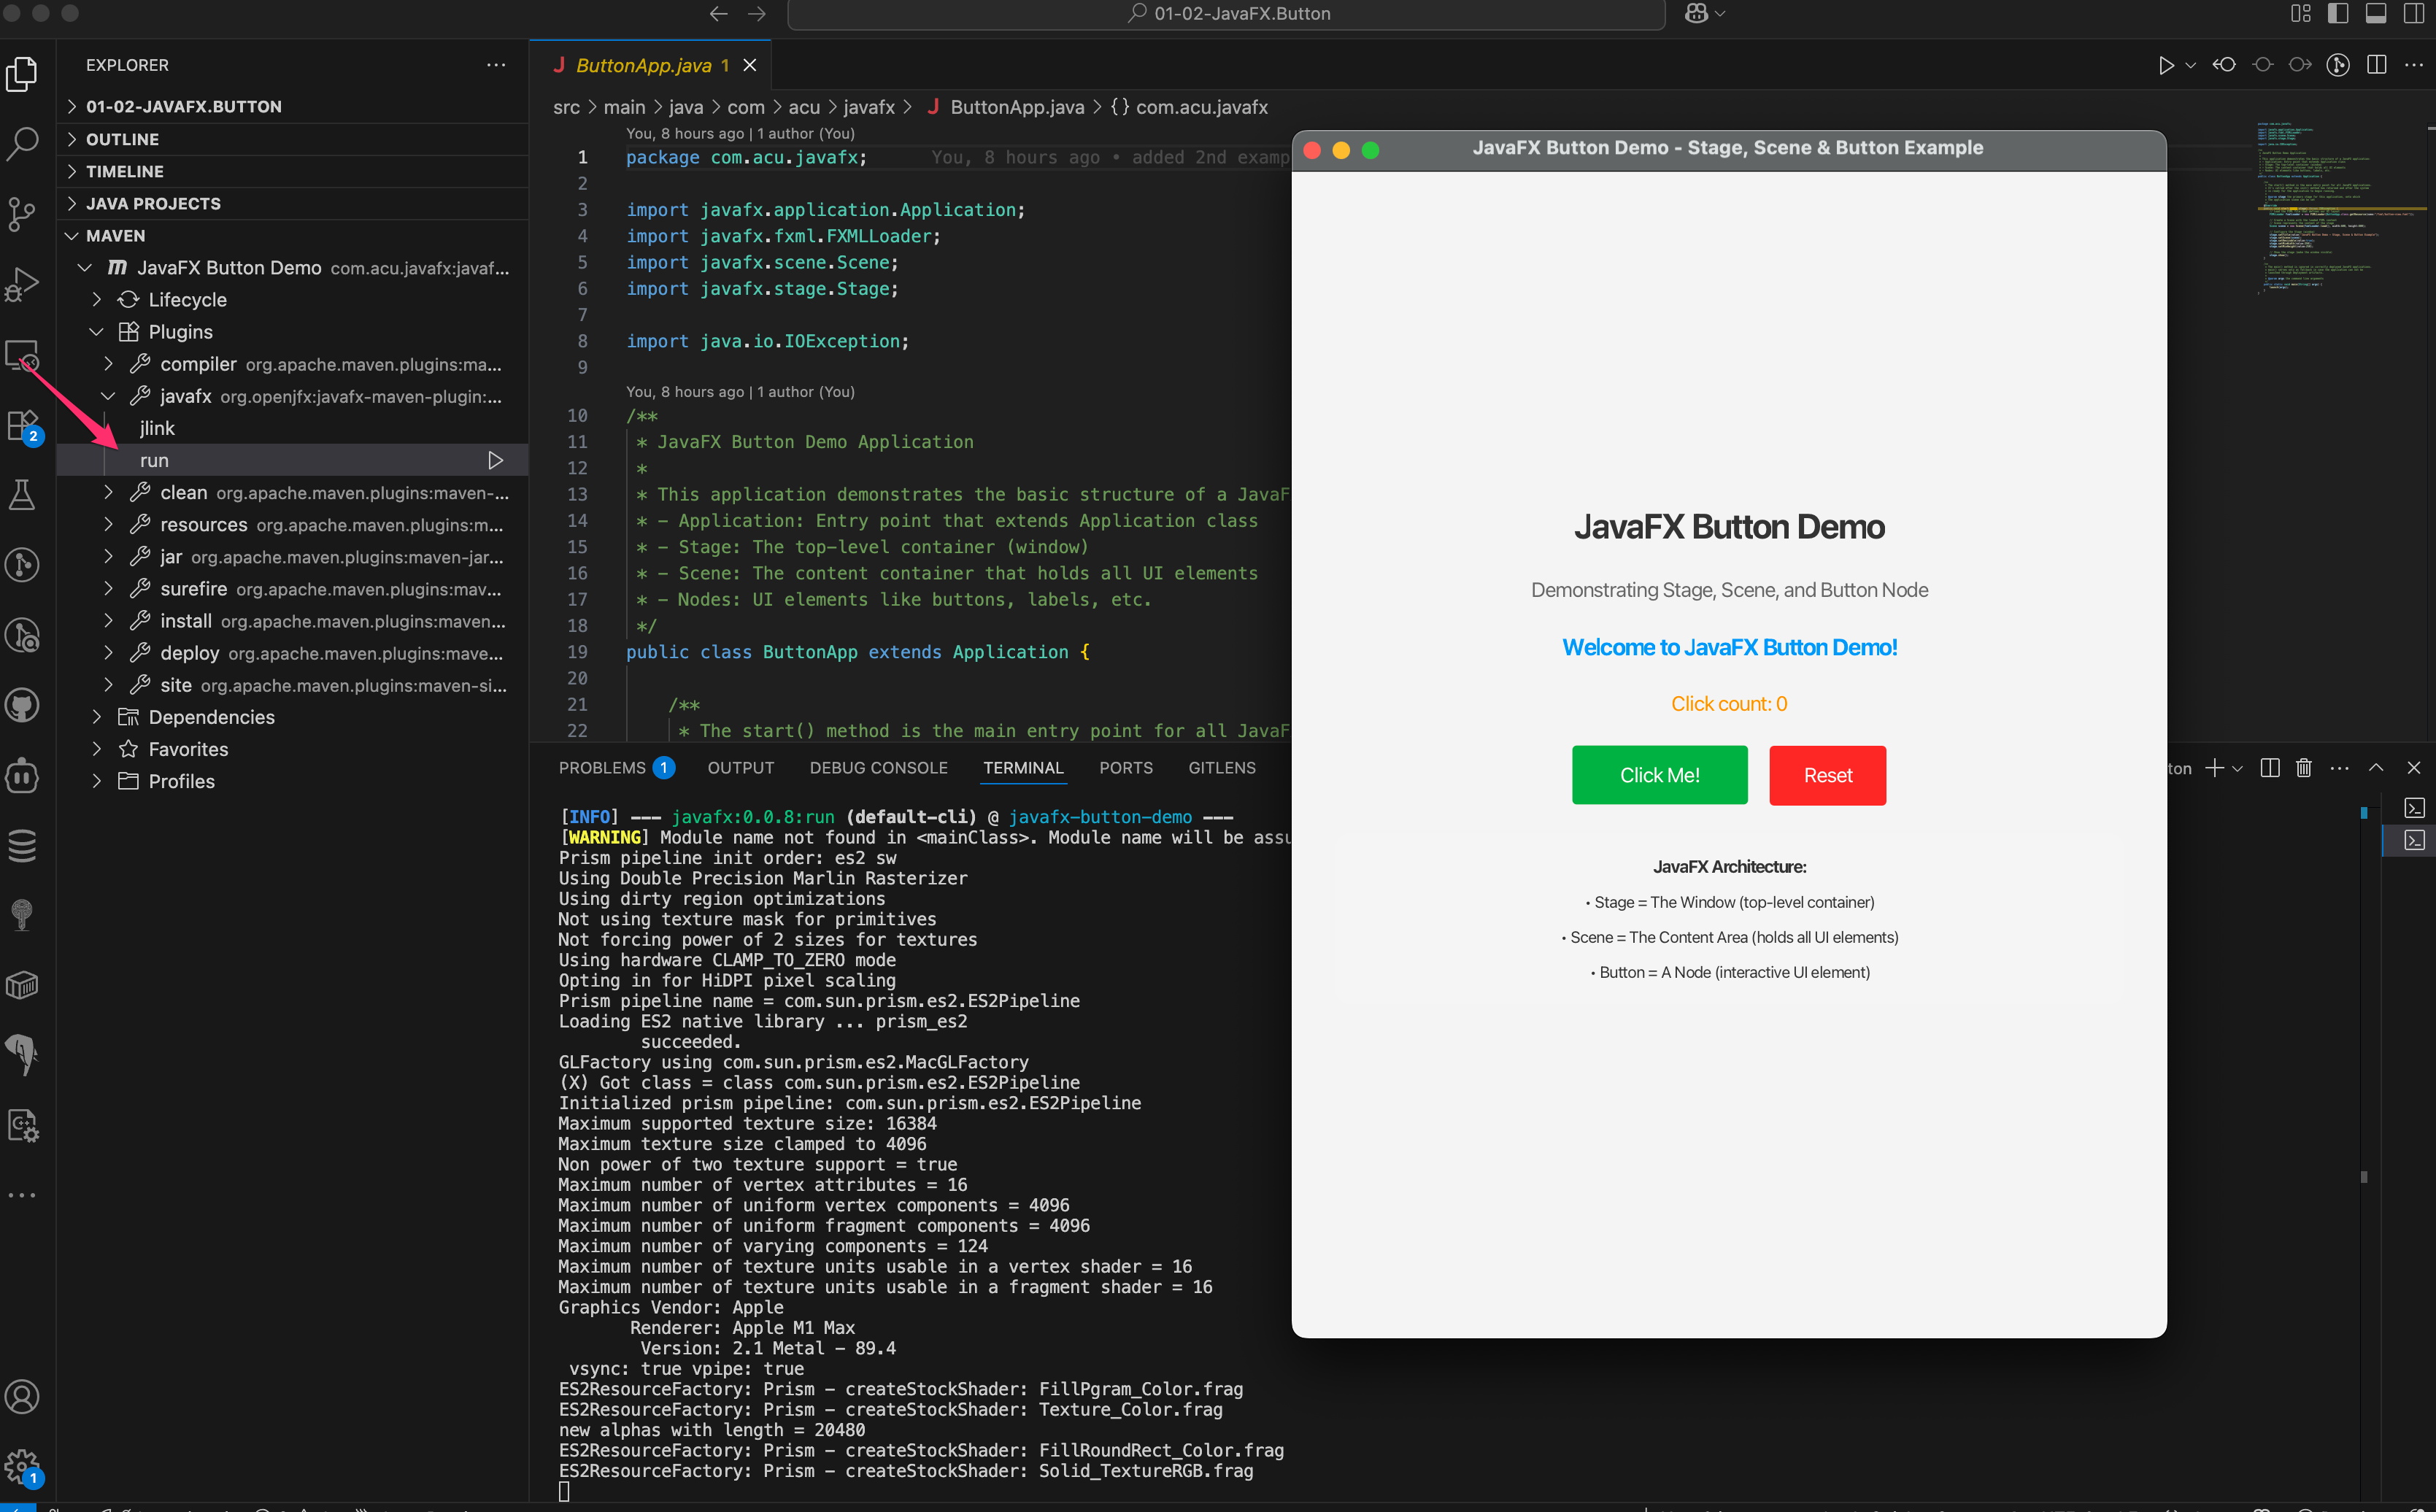 01-02-JavaFX.Button
EXPLORER
01-02-JAVAFX.BUTTON
OUTLINE
TIMELINE
JAVA PROJECTS
MAVEN
JavaFX Button Demo com.acu.javafx:javaf...
Lifecycle
Plugins
compiler org.apache.maven.plugins:ma...
javafx org.openjfx:javafx-maven-plugin:...
jlink
run
clean org.apache.maven.plugins:maven-...
resources org.apache.maven.plugins:m...
jar org.apache.maven.plugins:maven-jar...
surefire org.apache.maven.plugins:mav...
install org.apache.maven.plugins:maven...
deploy org.apache.maven.plugins:mave...
site org.apache.maven.plugins:maven-si...
Dependencies
Favorites
Profiles
2
1
J ButtonApp.java 1
src > main > java > com > acu > javafx > J ButtonApp.java > {} com.acu.javafx
You, 8 hours ago | 1 author (You)
1 package com.acu.javafx; You, 8 hours ago • added 2nd examp
2
3 import javafx.application.Application;
4 import javafx.fxml.FXMLLoader;
5 import javafx.scene.Scene;
6 import javafx.stage.Stage;
7
8 import java.io.IOException;
9
You, 8 hours ago | 1 author (You)
10 /**
11 * JavaFX Button Demo Application
12 *
13 * This application demonstrates the basic structure of a JavaF
14 * - Application: Entry point that extends Application class
15 * - Stage: The top-level container (window)
16 * - Scene: The content container that holds all UI elements
17 * - Nodes: UI elements like buttons, labels, etc.
18 */
19 public class ButtonApp extends Application {
20
21 /**
22 * The start() method is the main entry point for all JavaF
PROBLEMS 1 OUTPUT DEBUG CONSOLE TERMINAL PORTS GITLENS
ton
[INFO] --- javafx:0.0.8:run (default-cli) @ javafx-button-demo ---
[WARNING] Module name not found in <mainClass>. Module name will be assu
Prism pipeline init order: es2 sw
Using Double Precision Marlin Rasterizer
Using dirty region optimizations
Not using texture mask for primitives
Not forcing power of 2 sizes for textures
Using hardware CLAMP_TO_ZERO mode
Opting in for HiDPI pixel scaling
Prism pipeline name = com.sun.prism.es2.ES2Pipeline
Loading ES2 native library ... prism_es2
succeeded.
GLFactory using com.sun.prism.es2.MacGLFactory
(X) Got class = class com.sun.prism.es2.ES2Pipeline
Initialized prism pipeline: com.sun.prism.es2.ES2Pipeline
Maximum supported texture size: 16384
Maximum texture size clamped to 4096
Non power of two texture support = true
Maximum number of vertex attributes = 16
Maximum number of uniform vertex components = 4096
Maximum number of uniform fragment components = 4096
Maximum number of varying components = 124
Maximum number of texture units usable in a vertex shader = 16
Maximum number of texture units usable in a fragment shader = 16
Graphics Vendor: Apple
Renderer: Apple M1 Max
Version: 2.1 Metal - 89.4
vsync: true vpipe: true
ES2ResourceFactory: Prism - createStockShader: FillPgram_Color.frag
ES2ResourceFactory: Prism - createStockShader: Texture_Color.frag
new alphas with length = 20480
ES2ResourceFactory: Prism - createStockShader: FillRoundRect_Color.frag
ES2ResourceFactory: Prism - createStockShader: Solid_TextureRGB.frag
JavaFX Button Demo - Stage, Scene & Button Example
JavaFX Button Demo
Demonstrating Stage, Scene, and Button Node
Welcome to JavaFX Button Demo!
Click count: 0
Click Me! Reset
JavaFX Architecture:
• Stage = The Window (top-level container)
• Scene = The Content Area (holds all UI elements)
• Button = A Node (interactive UI element)